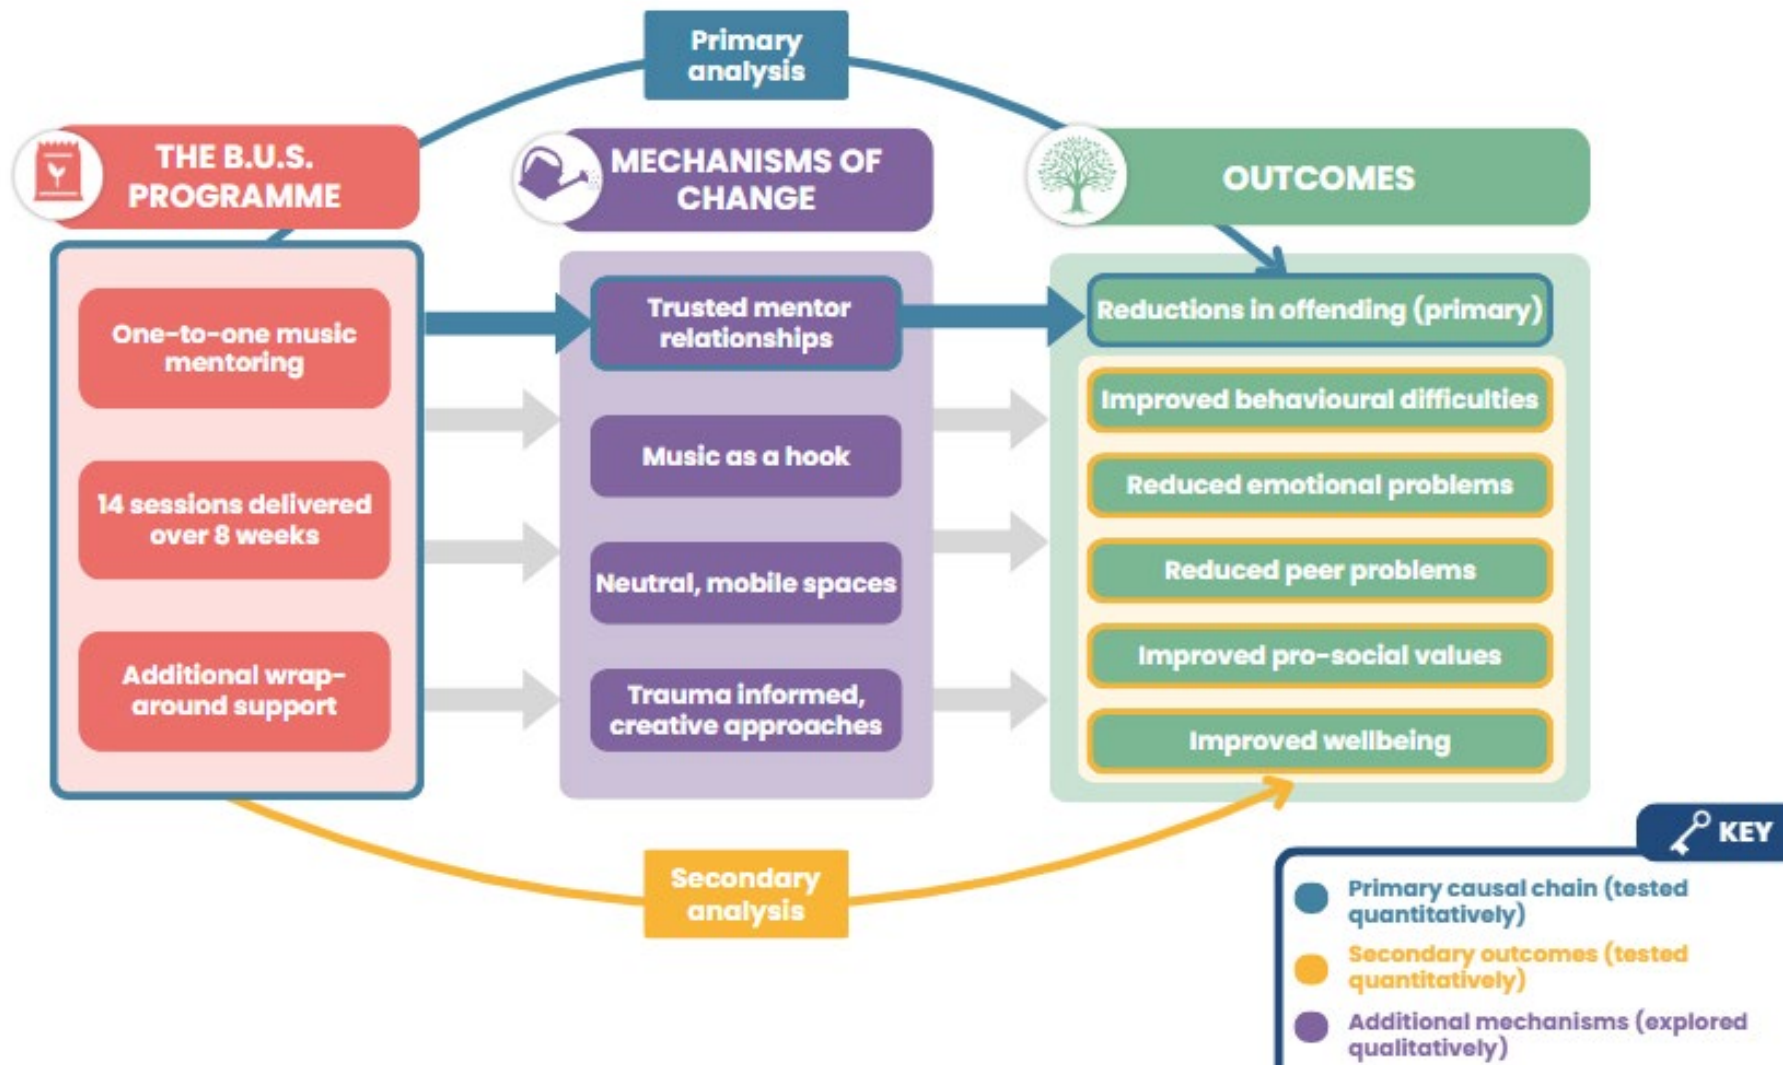 Primary
analysis
THE B.U.S.
PROGRAMME
MECHANISMS OF
CHANGE
OUTCOMES
One-to-one music
mentoring
14 sessions delivered
over 8 weeks
Additional wrap-
around support
Trusted mentor
relationships
Music as a hook
Neutral, mobile spaces
Trauma informed,
creative approaches
Reductions in offending (primary)
Improved behavioural difficulties
Reduced emotional problems
Reduced peer problems
Improved pro-social values
Improved wellbeing
Secondary
analysis
KEY
Primary causal chain (tested
quantitatively)
Secondary outcomes (tested
quantitatively)
Additional mechanisms (explored
qualitatively)